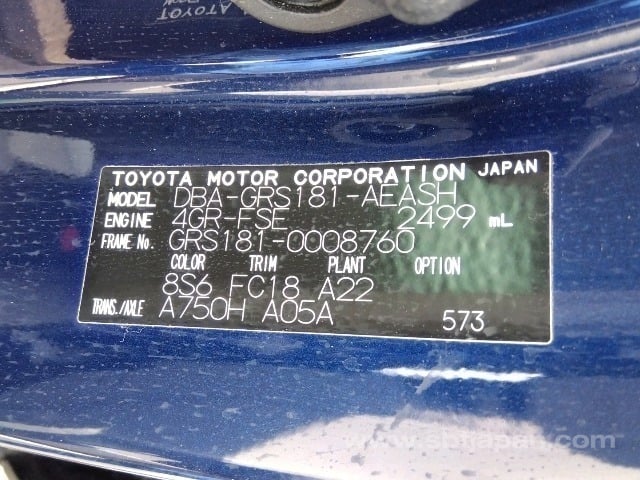 TOYOTA MOTOR CORPORATION JAPAN
MODEL DBA-GRS181-AEASH
ENGINE 4GR-FSE 2499 mL
FRAME No. GRS181-0008760
COLOR TRIM PLANT OPTION
8S6 FC18 A22
TRANS./AXLE A750H A05A
573
www.sbtjapan.com